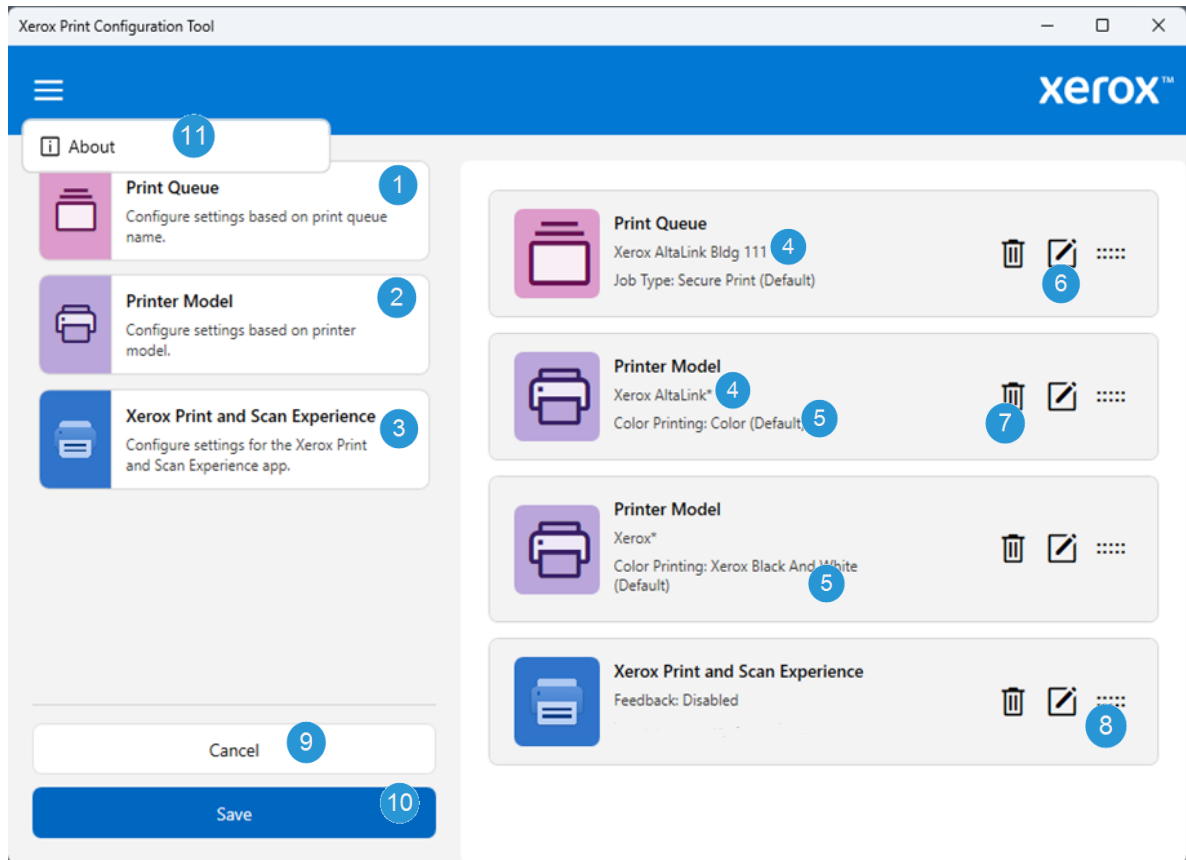 Xerox Print Configuration Tool
xerox™
About
11
Print Queue
1
Configure settings based on print queue
name.
Printer Model
2
Configure settings based on printer
model.
Xerox Print and Scan Experience
3
Configure settings for the Xerox Print
and Scan Experience app.
Cancel
9
Save
10
Print Queue
Xerox AltaLink Bldg 111
4
Job Type: Secure Print (Default)
6
Printer Model
Xerox AltaLink*
4
Color Printing: Color (Default)
5
7
Printer Model
Xerox*
Color Printing: Xerox Black And White
(Default)
5
Xerox Print and Scan Experience
Feedback: Disabled
8